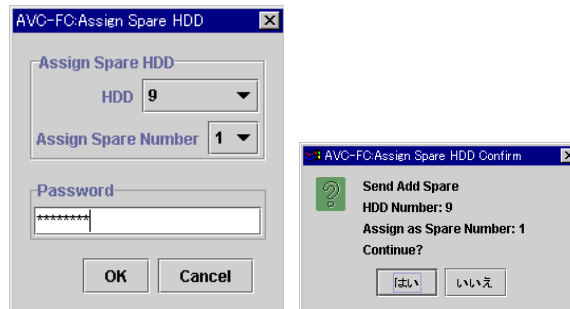 AVC-FC:Assign Spare HDD
Assign Spare HDD
HDD 9
Assign Spare Number 1
Password
********
OK Cancel
AVC-FC:Assign Spare HDD Confirm
Send Add Spare
HDD Number: 9
Assign as Spare Number: 1
Continue?
はい いいえ